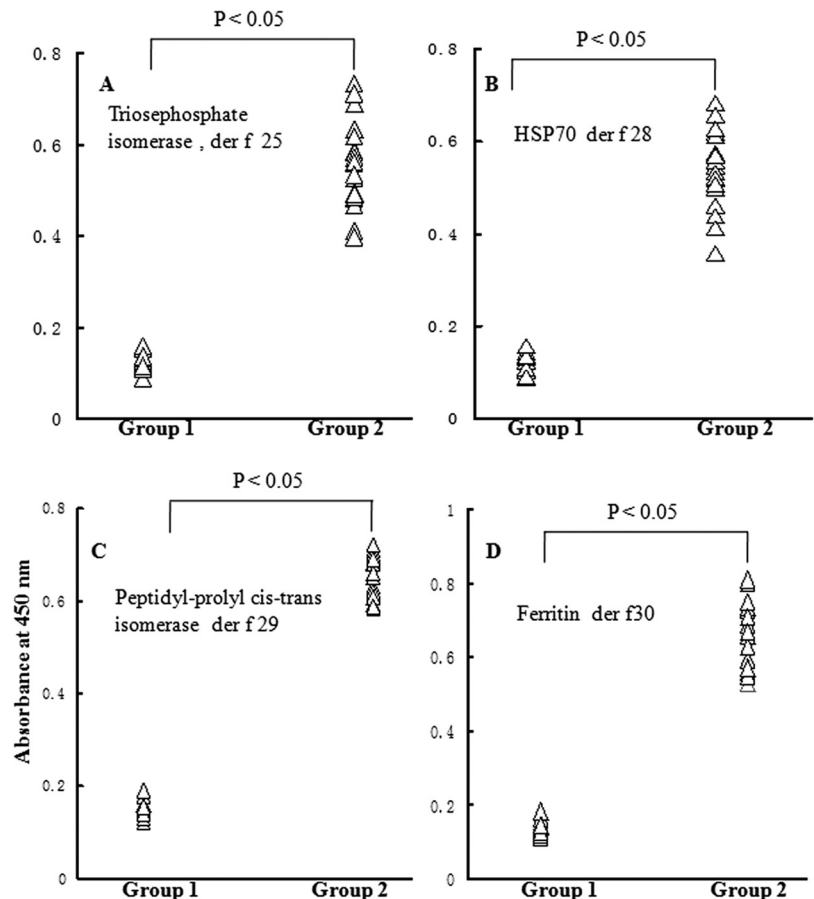 P < 0.05
0.8
0.6
0.4
0.2
0
A
Triosephosphate
isomerase , der f 25
Group 1 Group 2
P < 0.05
0.8
0.6
0.4
0.2
0
B
HSP70 der f 28
Group 1 Group 2
Absorbance at 450 nm
P < 0.05
0.8
0.6
0.4
0.2
0
C
Peptidyl-prolyl cis-trans
isomerase der f 29
Group 1 Group 2
P < 0.05
1
0.8
0.6
0.4
0.2
0
D
Ferritin der f30
Group 1 Group 2